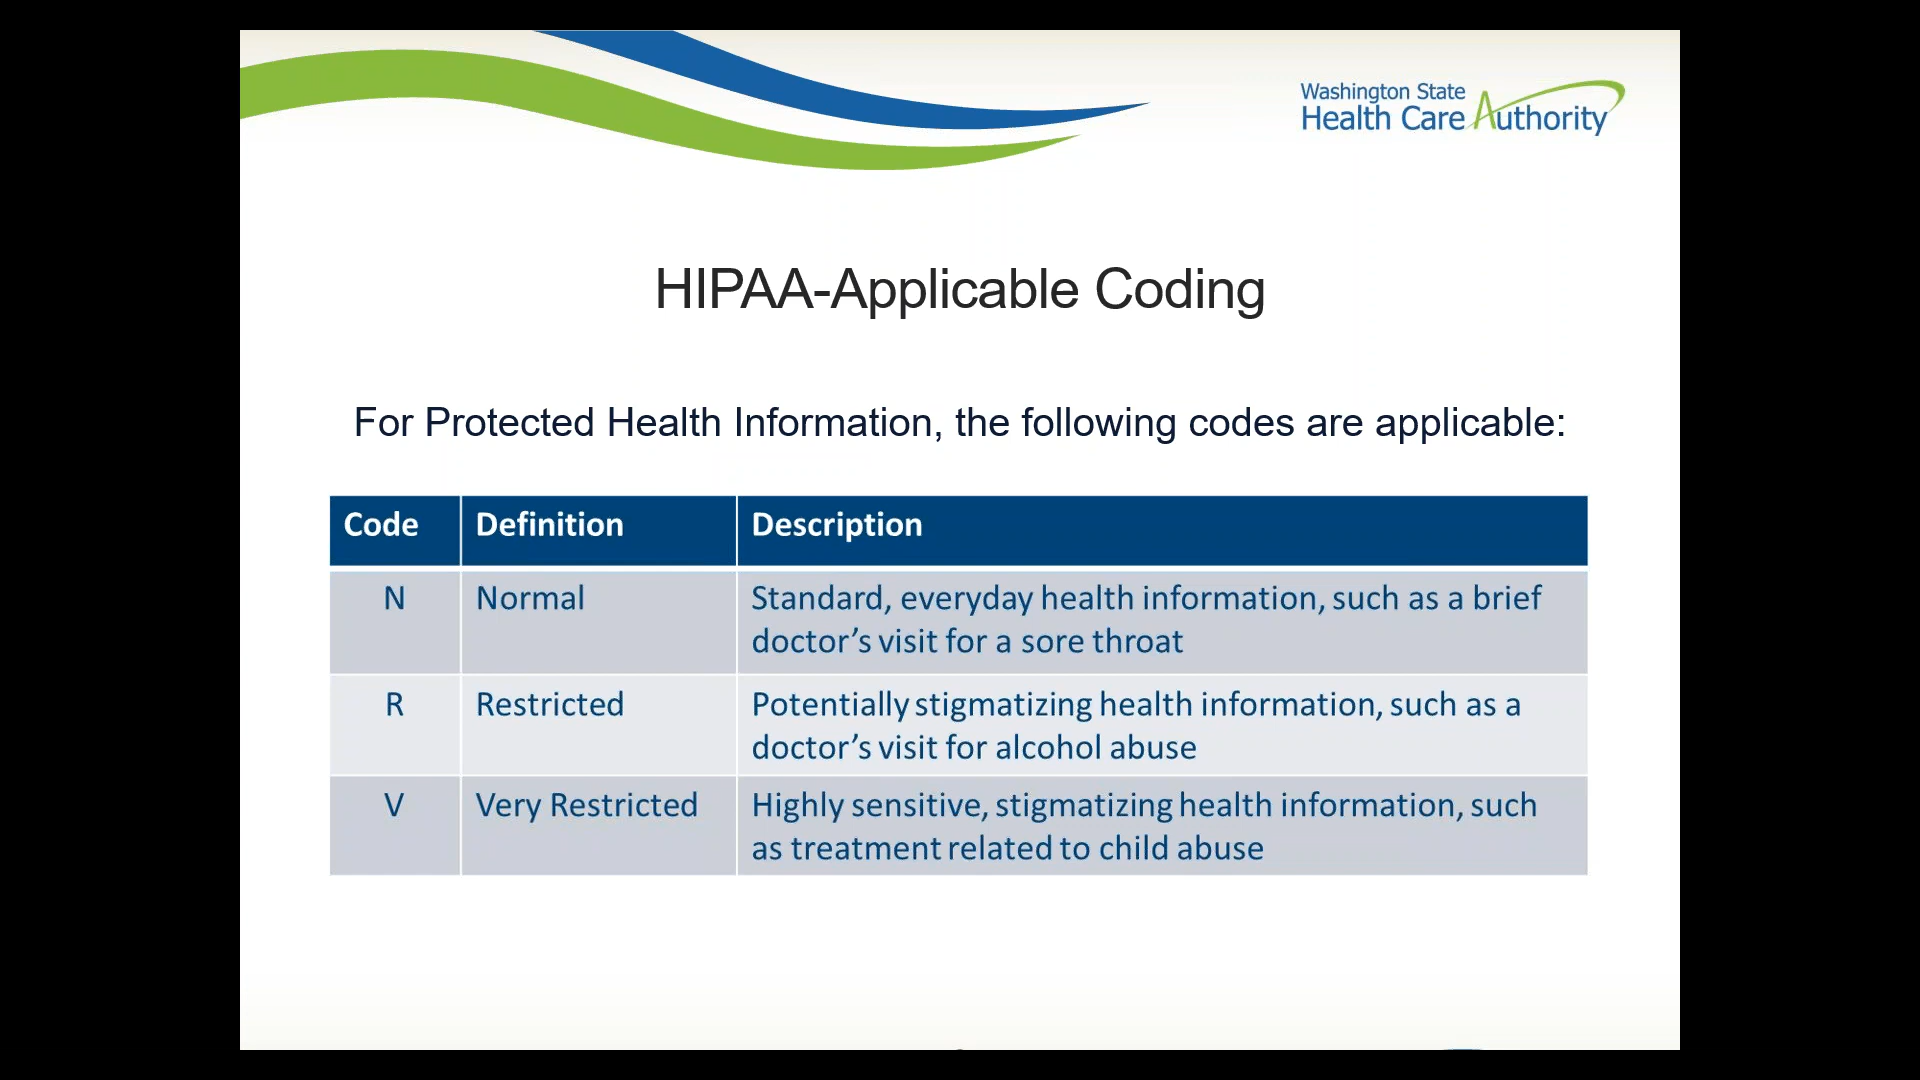 Washington State
Health Care Authority
HIPAA-Applicable Coding
For Protected Health Information, the following codes are applicable:
Code Definition Description
N Normal Standard, everyday health information, such as a brief
doctor’s visit for a sore throat
R Restricted Potentially stigmatizing health information, such as a
doctor’s visit for alcohol abuse
V Very Restricted Highly sensitive, stigmatizing health information, such
as treatment related to child abuse